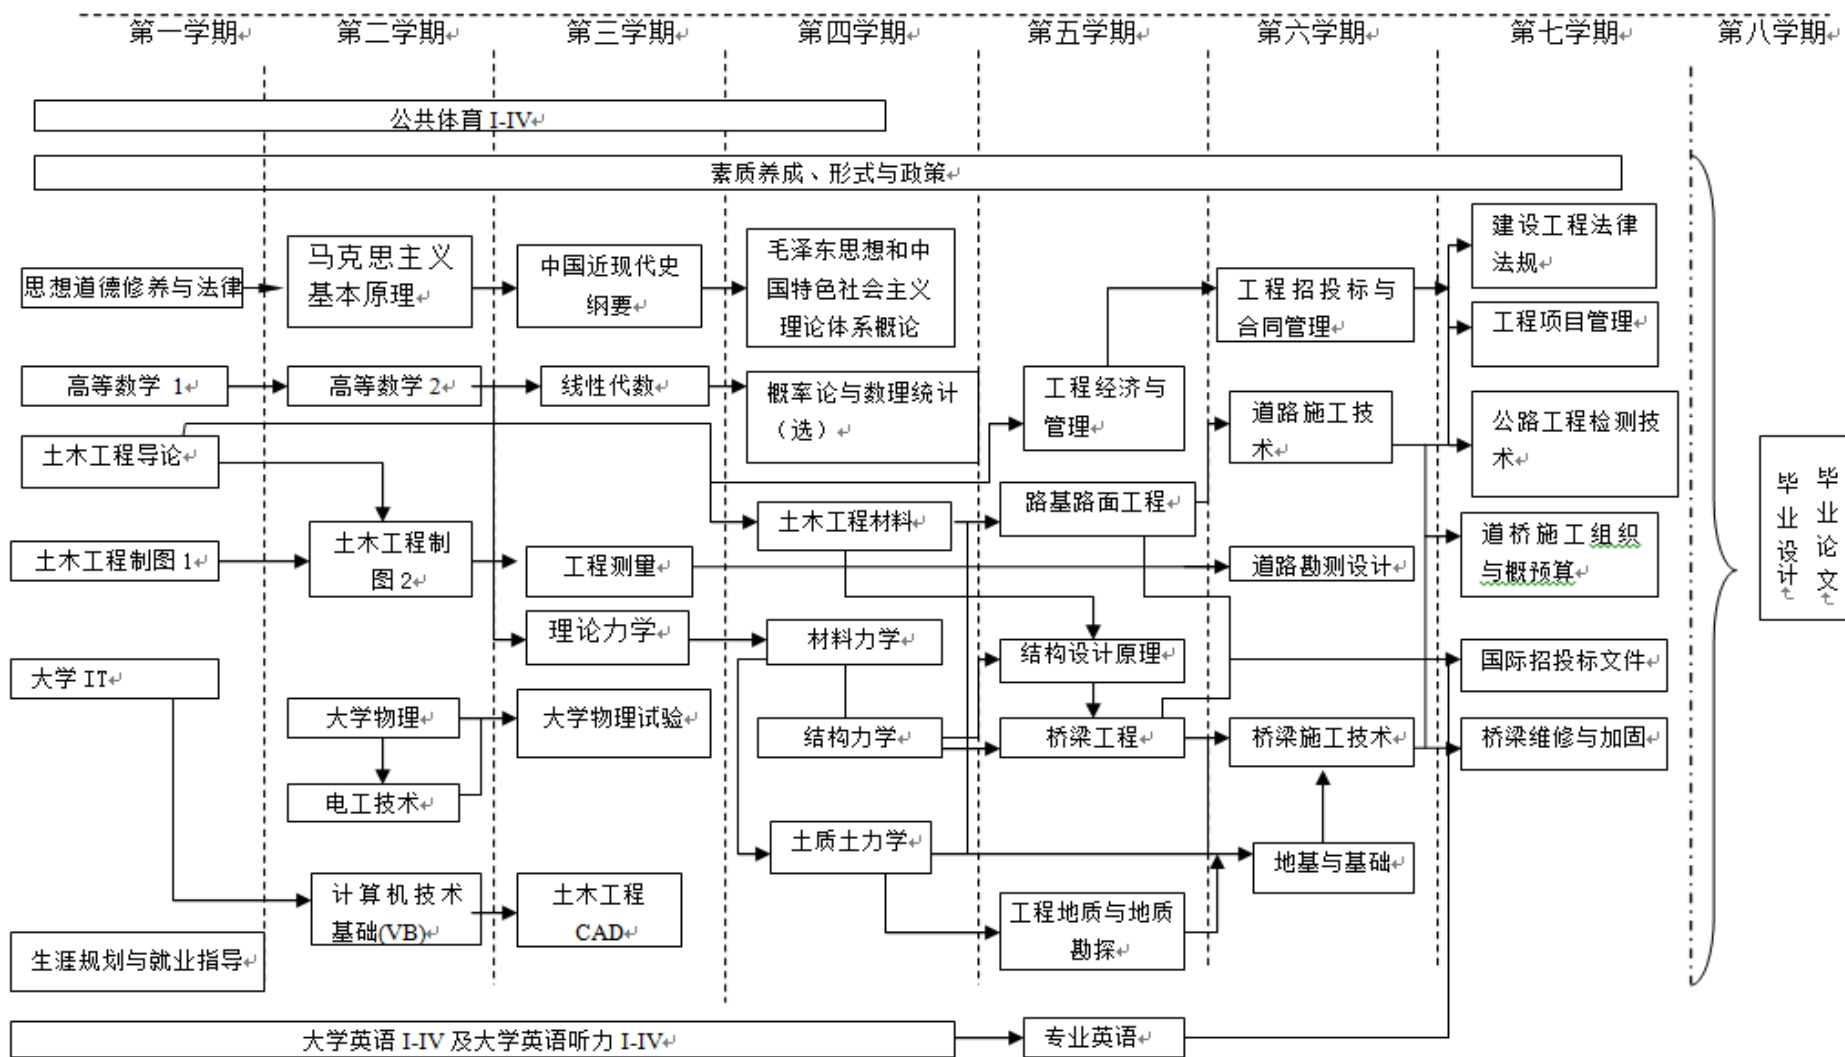 第一学期 第二学期 第三学期 第四学期 第五学期 第六学期 第七学期 第八学期
公共体育 I-IV
素质养成、形式与政策
思想道德修养与法律
马克思主义
基本原理
中国近现代史
纲要
毛泽东思想和中
国特色社会主义
理论体系概论
工程招投标与
合同管理
建设工程法律
法规
工程项目管理
高等数学 1
高等数学 2
线性代数
概率论与数理统计
（选）
工程经济与
管理
道路施工技
术
公路工程检测技
术
土木工程导论
土木工程材料
路基路面工程
土木工程制图 1
土木工程制
图 2
工程测量
道路勘测设计
道桥施工组织
与概预算
理论力学
材料力学
结构设计原理
国际招投标文件
大学 IT
大学物理
大学物理试验
结构力学
桥梁工程
桥梁施工技术
桥梁维修与加固
电工技术
土质土力学
地基与基础
计算机技术
基础(VB)
土木工程
CAD
工程地质与地质
勘探
生涯规划与就业指导
大学英语 I-IV 及大学英语听力 I-IV
专业英语
毕业论文
毕业设计